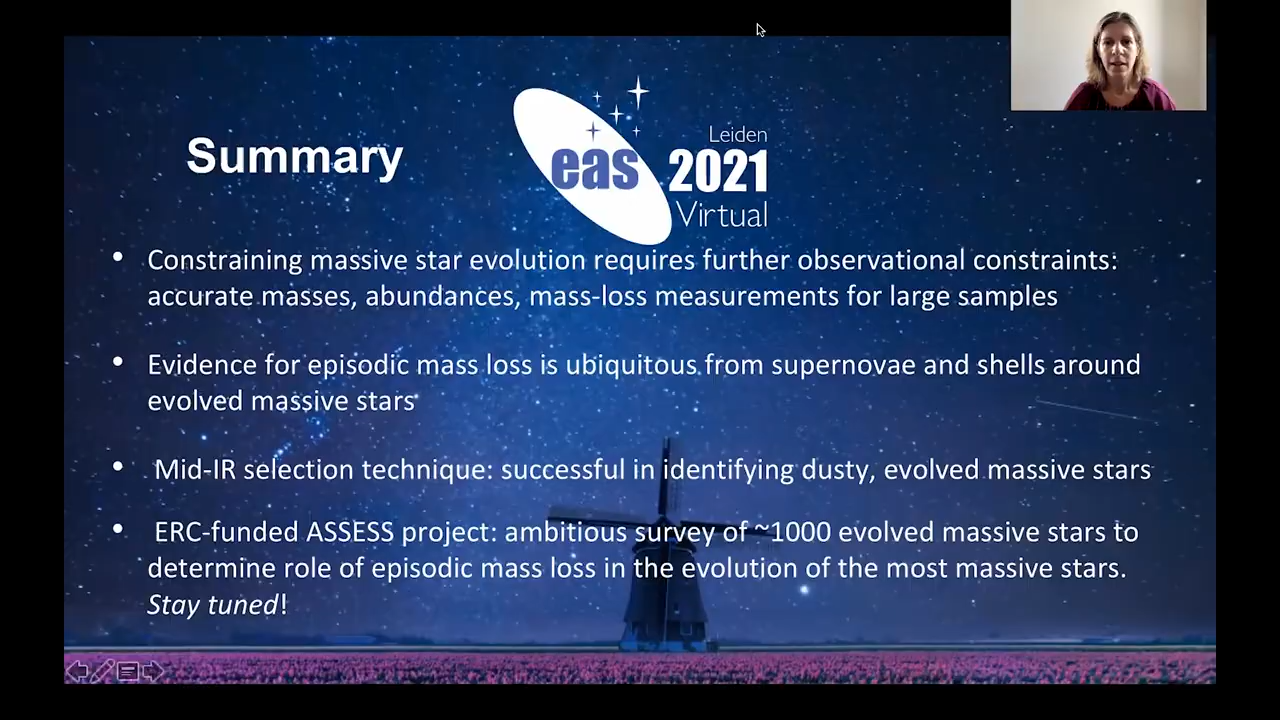 Summary
eas
Leiden
2021
Virtual
• Constraining massive star evolution requires further observational constraints:
accurate masses, abundances, mass-loss measurements for large samples
• Evidence for episodic mass loss is ubiquitous from supernovae and shells around
evolved massive stars
• Mid-IR selection technique: successful in identifying dusty, evolved massive stars
• ERC-funded ASSESS project: ambitious survey of ~1000 evolved massive stars to
determine role of episodic mass loss in the evolution of the most massive stars.
Stay tuned!